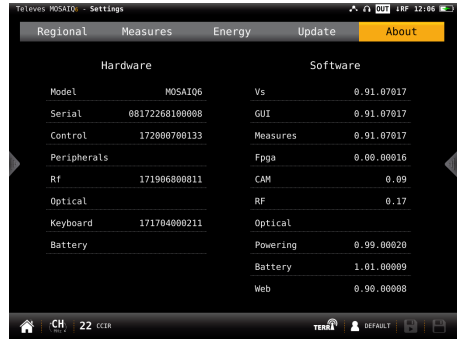 Televes MOSAIQ6 - Settings OUT ↓RF 12:06
Regional Measures Energy Update About
Hardware Software
Model MOSAIQ6 Vs 0.91.07017
Serial 08172268100008 GUI 0.91.07017
Control 172000700133 Measures 0.91.07017
Peripherals Fpga 0.00.00016
Rf 171906800811 CAM 0.09
Optical RF 0.17
Keyboard 171704000211 Optical
Battery Powering 0.99.00020
Battery 1.01.00009
Web 0.90.00008
CH 22 CCIR TERRA DEFAULT